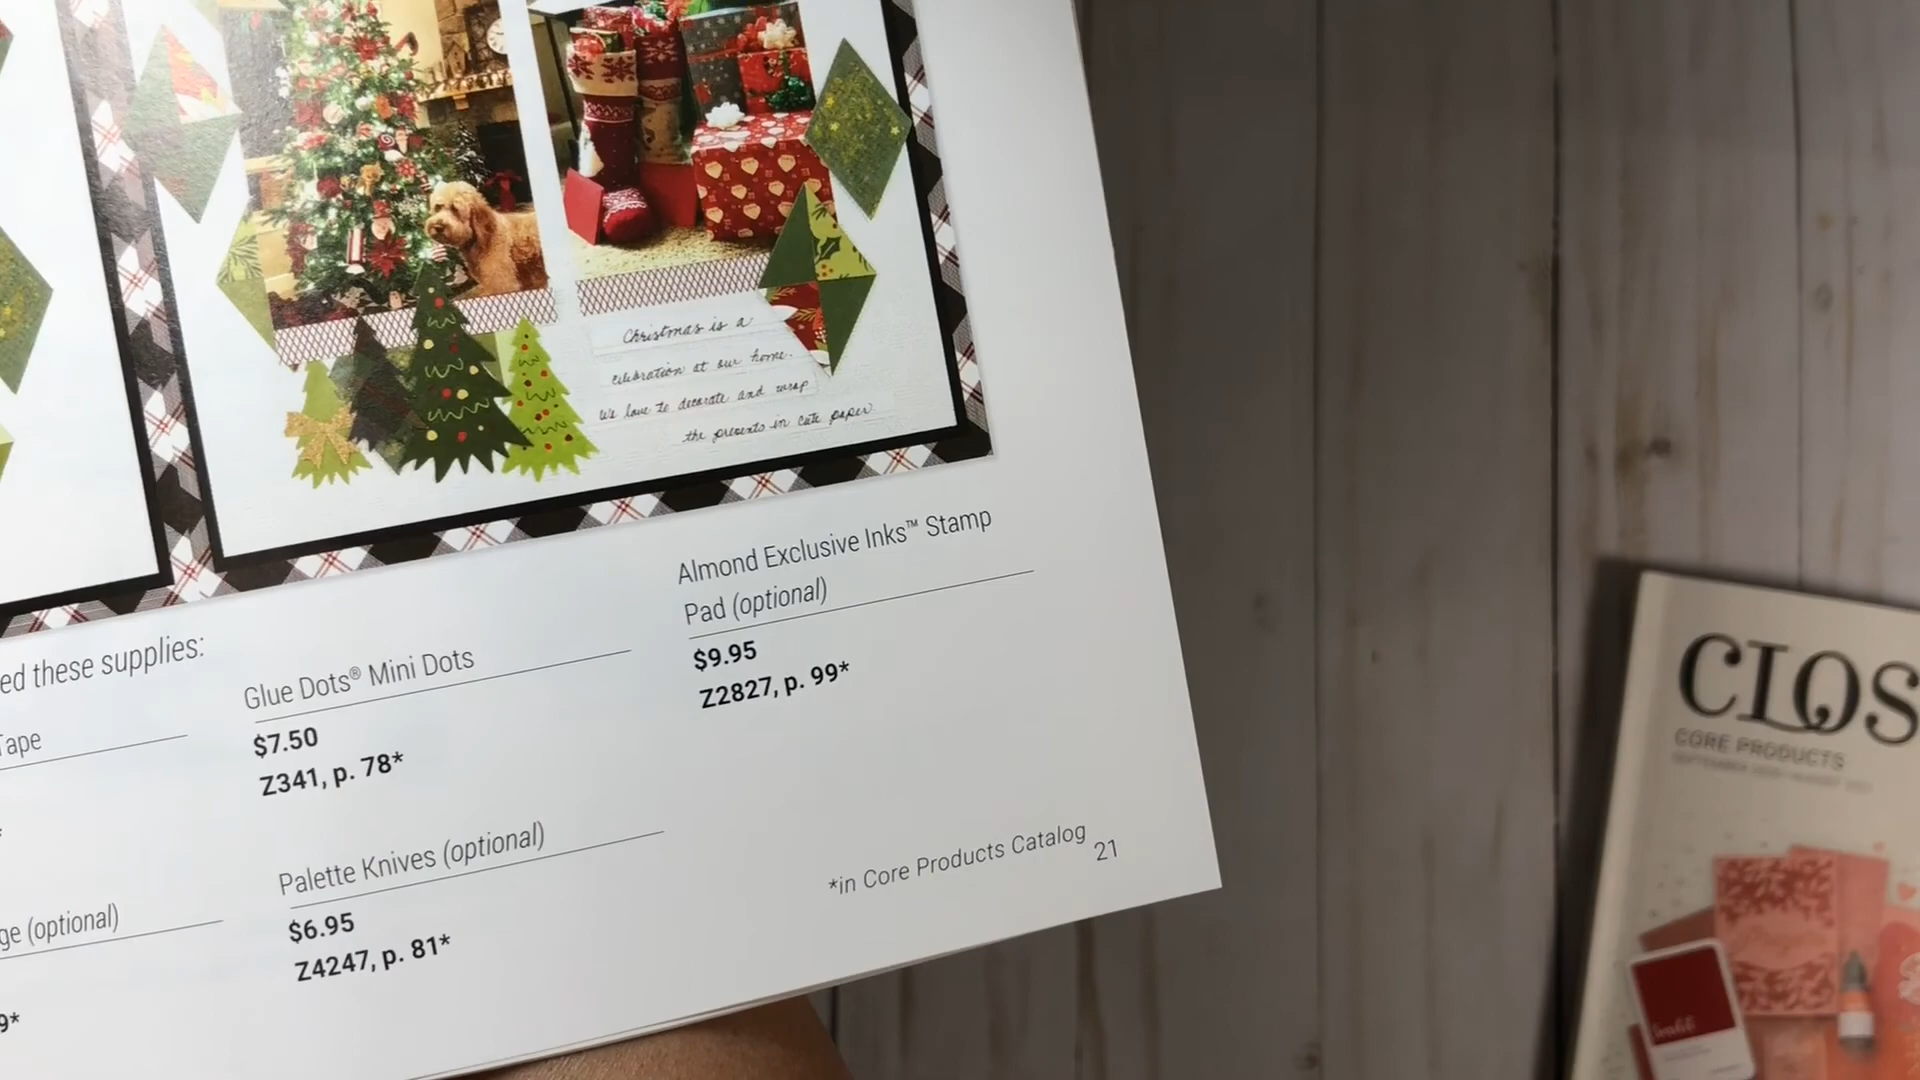 Christmas is a
celebration at our home.
We love to decorate and wrap
the presents in cute paper
ed these supplies:
Tape
ge (optional)
9*
Glue Dots® Mini Dots
$7.50
Z341, p. 78*
Palette Knives (optional)
$6.95
Z4247, p. 81*
Almond Exclusive Inks™ Stamp
Pad (optional)
$9.95
Z2827, p. 99*
*in Core Products Catalog
21
CLOS
CORE PRODUCTS